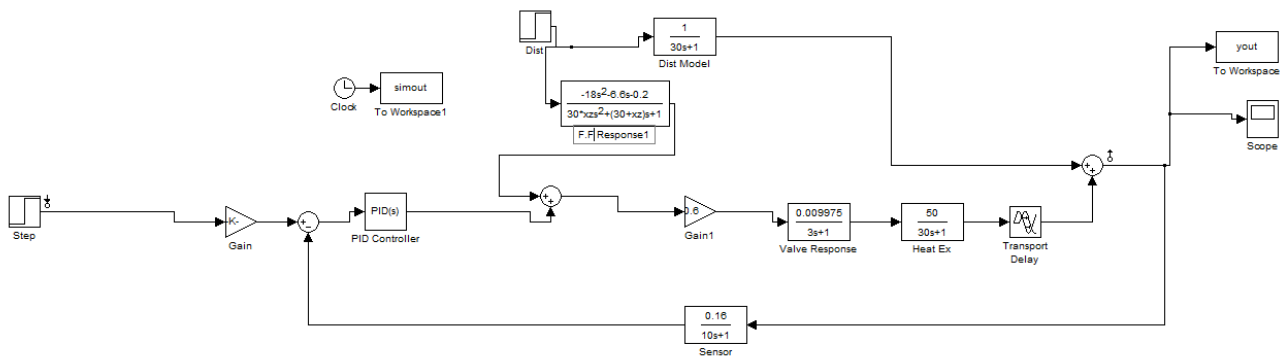 Dist
1
30s+1
Dist Model
yout
To Workspace
Clock
simout
To Workspace1
-18s²-6.6s-0.2
30*xzs²+(30+xz)s+1
F.F Response1
Scope
Step
-K-
Gain
+
-
PID(s)
PID Controller
+
+
0.6
Gain1
0.009975
3s+1
Valve Response
50
30s+1
Heat Ex
Transport
Delay
+
+
0.16
10s+1
Sensor